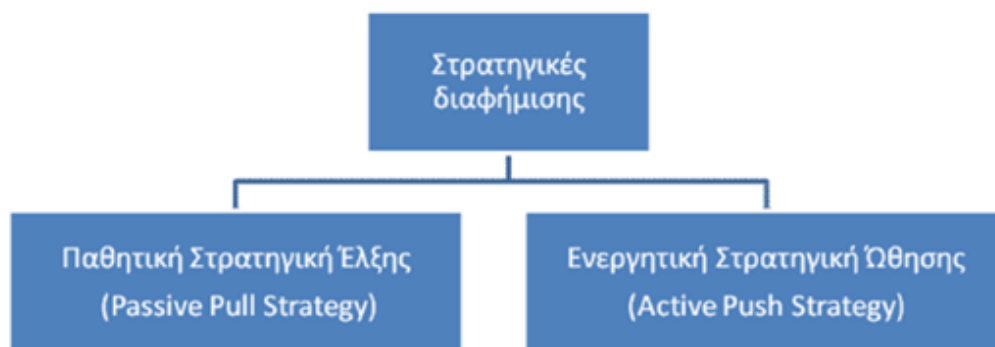 Στρατηγικές
διαφήμισης
Παθητική Στρατηγική Έλξης
(Passive Pull Strategy)
Ενεργητική Στρατηγική Ώθησης
(Active Push Strategy)